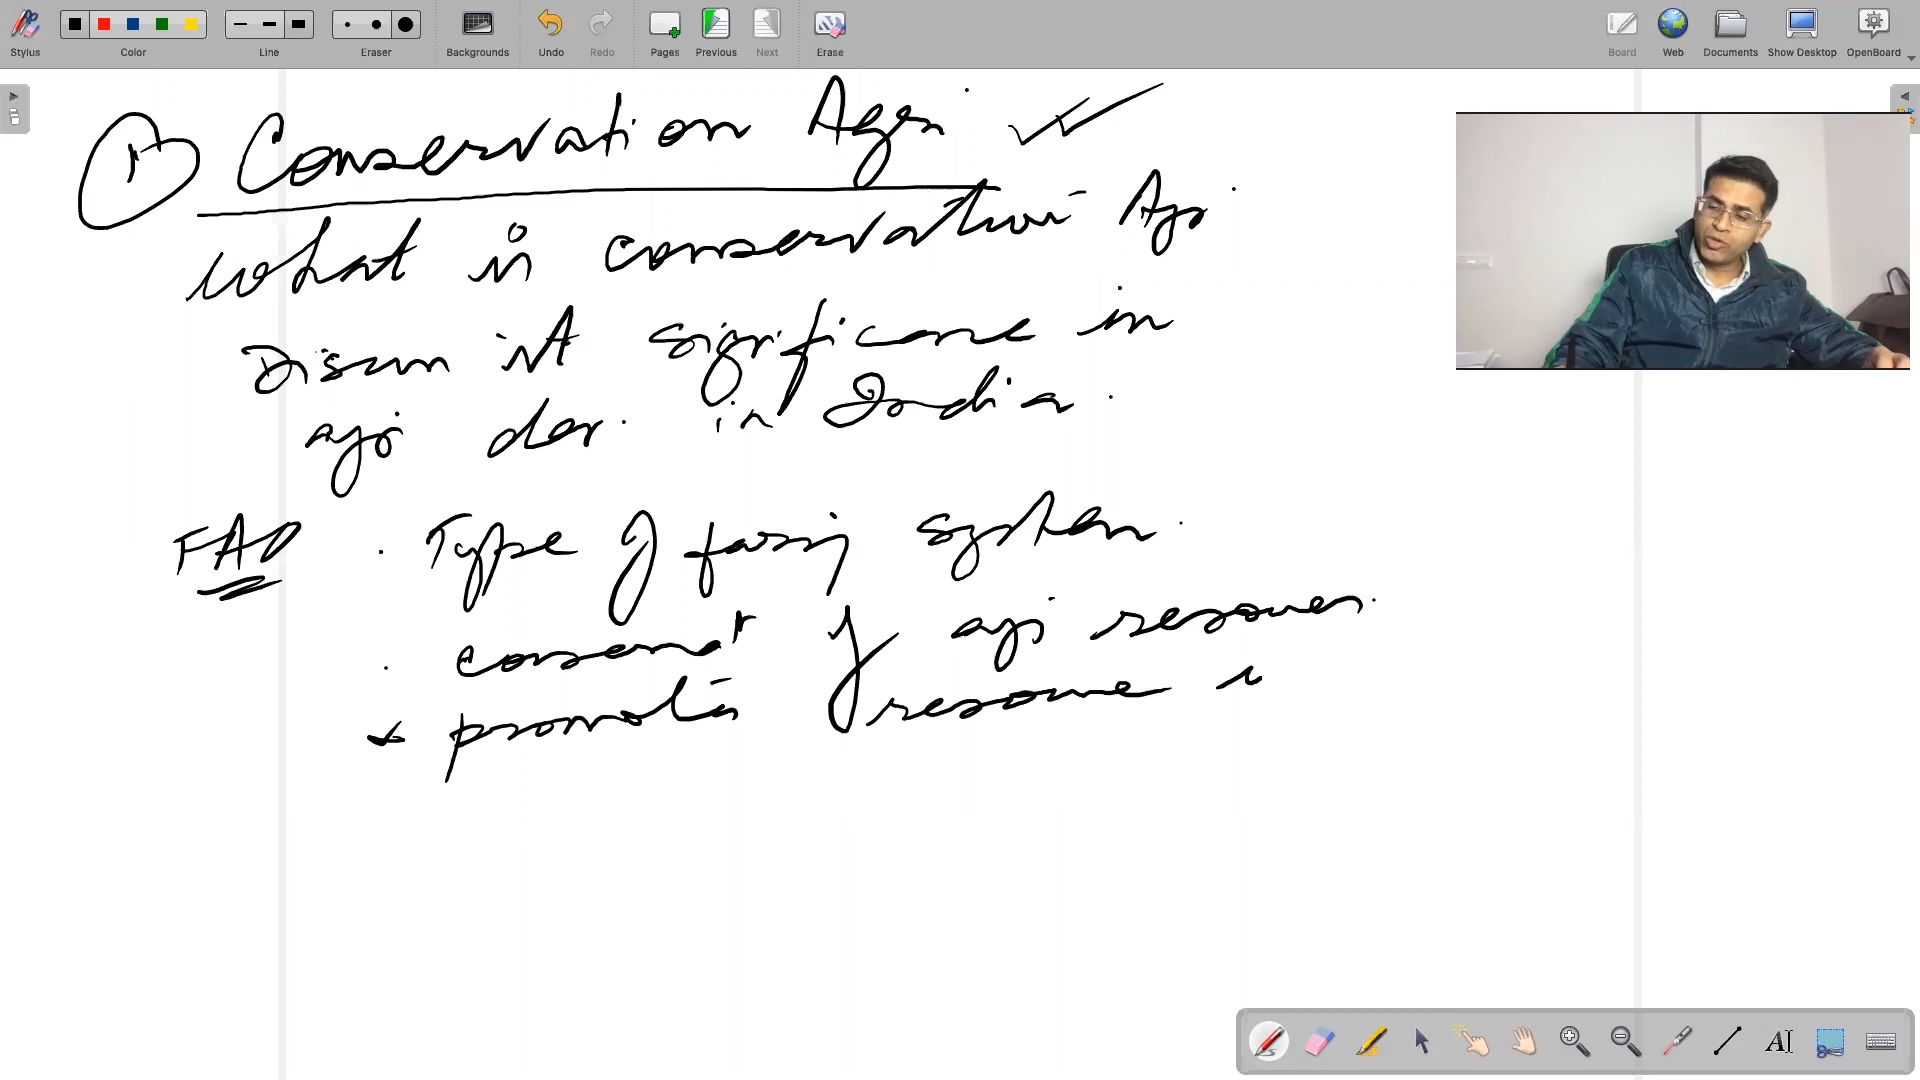 Stylus Color Line Eraser Backgrounds Undo Redo Pages Previous Next Erase Board Web Documents Show Desktop OpenBoard
1 Conservation Agri
what is conservation Agr
Discuss its significance in
agr dev. in India.
FAO . Type of farming system.
. conservat of agri resources.
promotion of resource